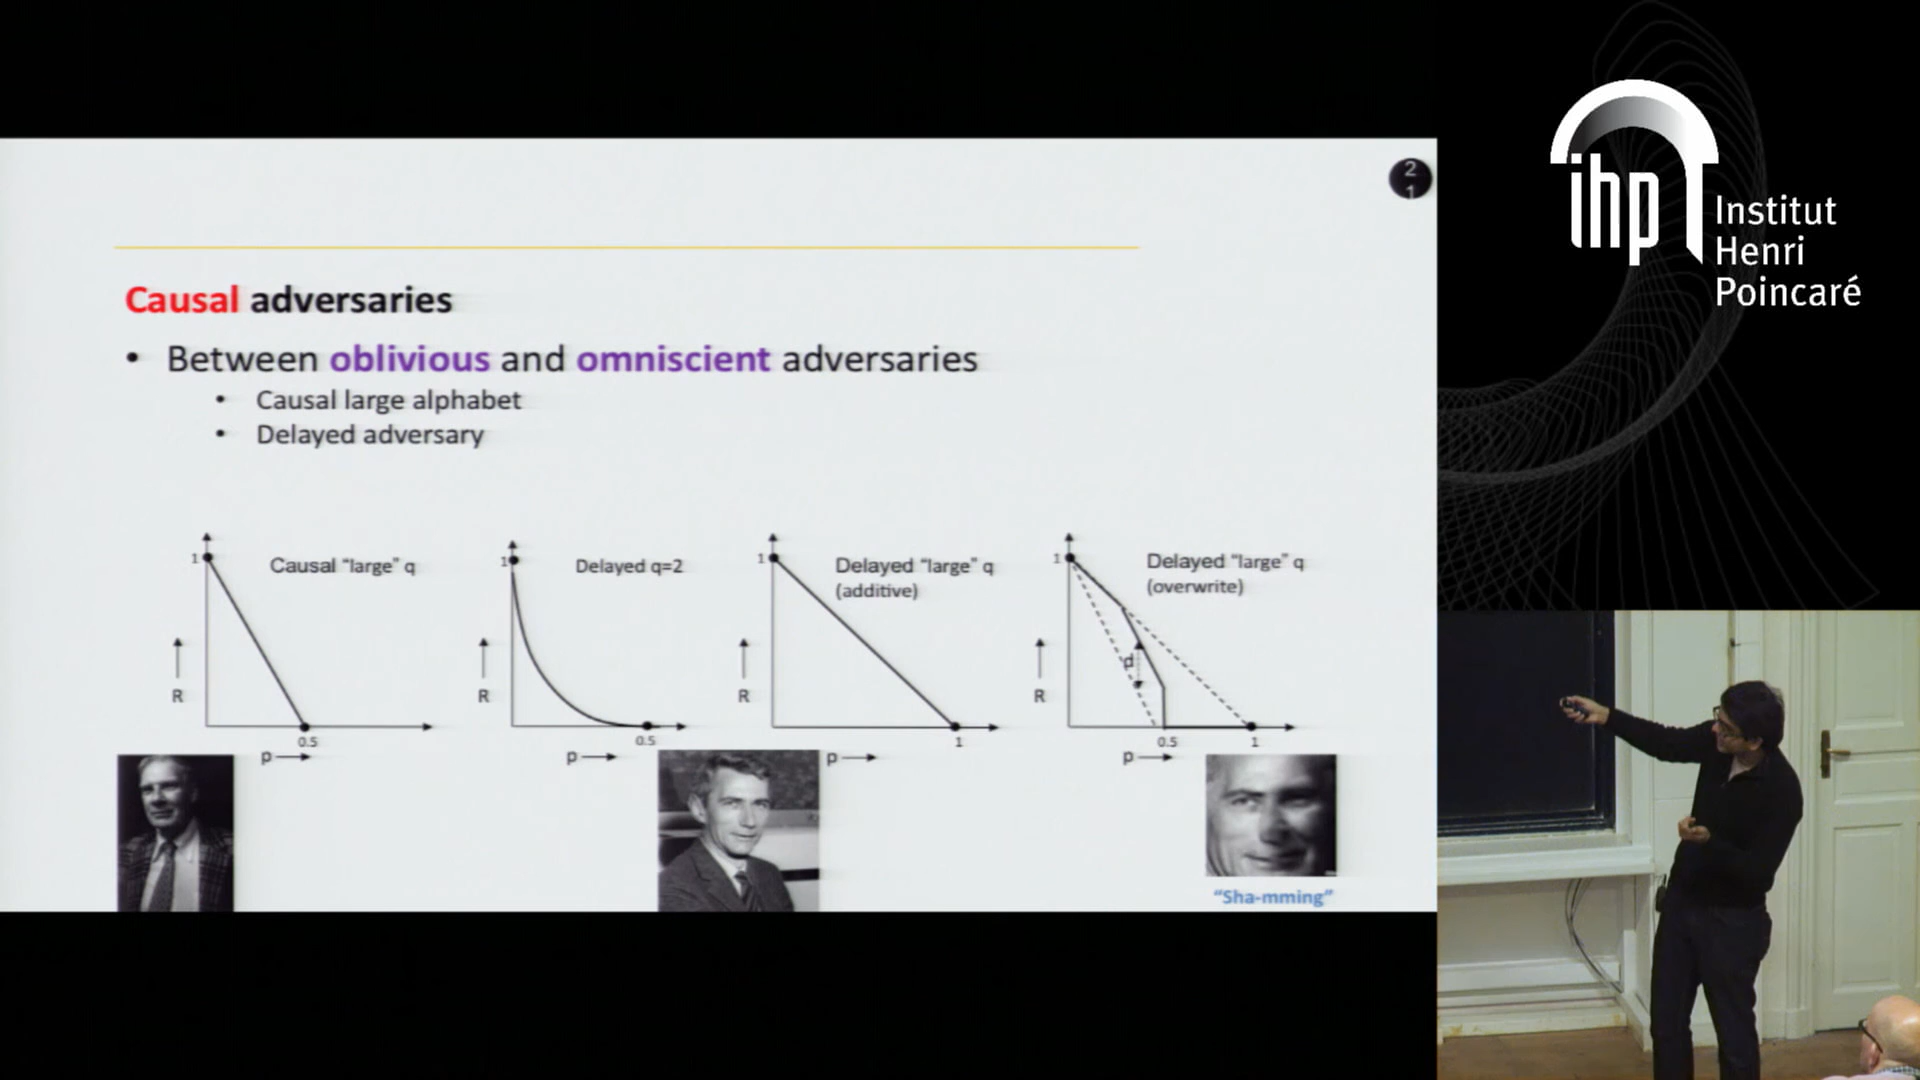 2
1
Causal adversaries
• Between oblivious and omniscient adversaries
• Causal large alphabet
• Delayed adversary
1
Causal "large" q
R
0.5
p
1
Delayed q=2
R
0.5
p
1
Delayed "large" q
(additive)
R
1
p
1
Delayed "large" q
(overwrite)
d
R
0.5
1
p
"Sha-mming"
ihp
Institut
Henri
Poincaré